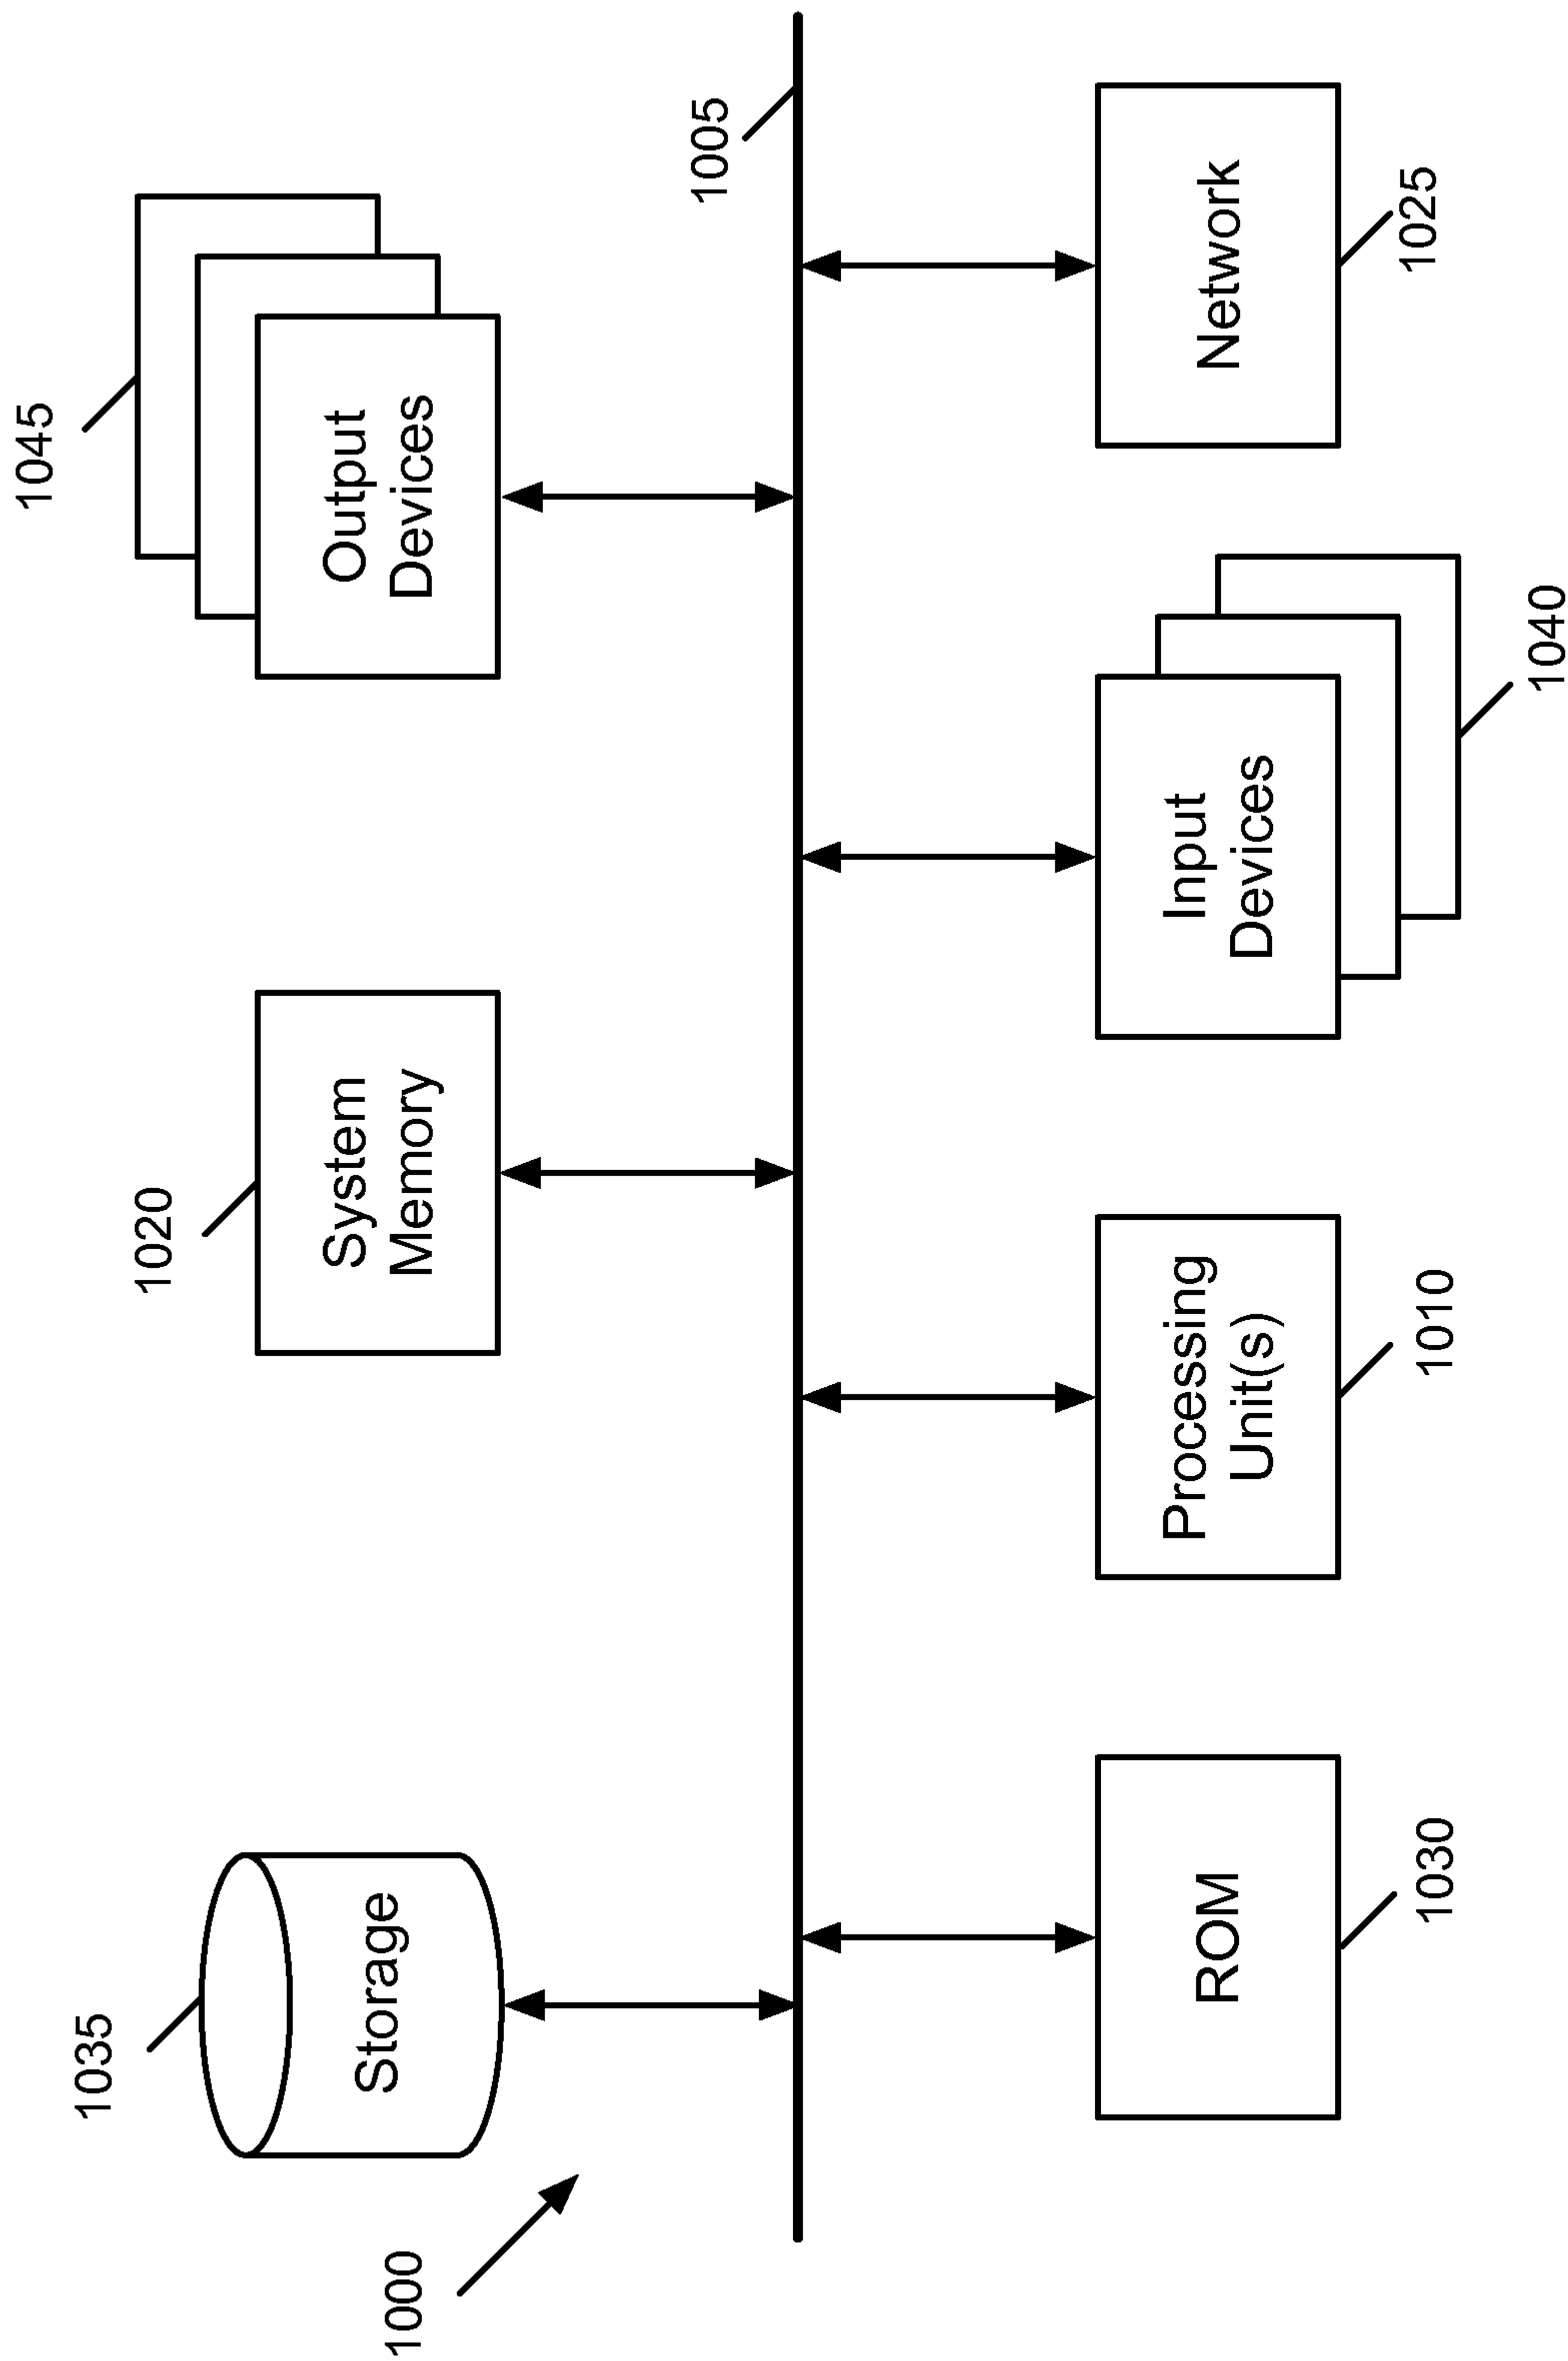 1035
1020
1045
Storage
System
Memory
Output
Devices
1000
1005
ROM
Processing
Unit(s)
Input
Devices
Network
1030
1010
1040
1025